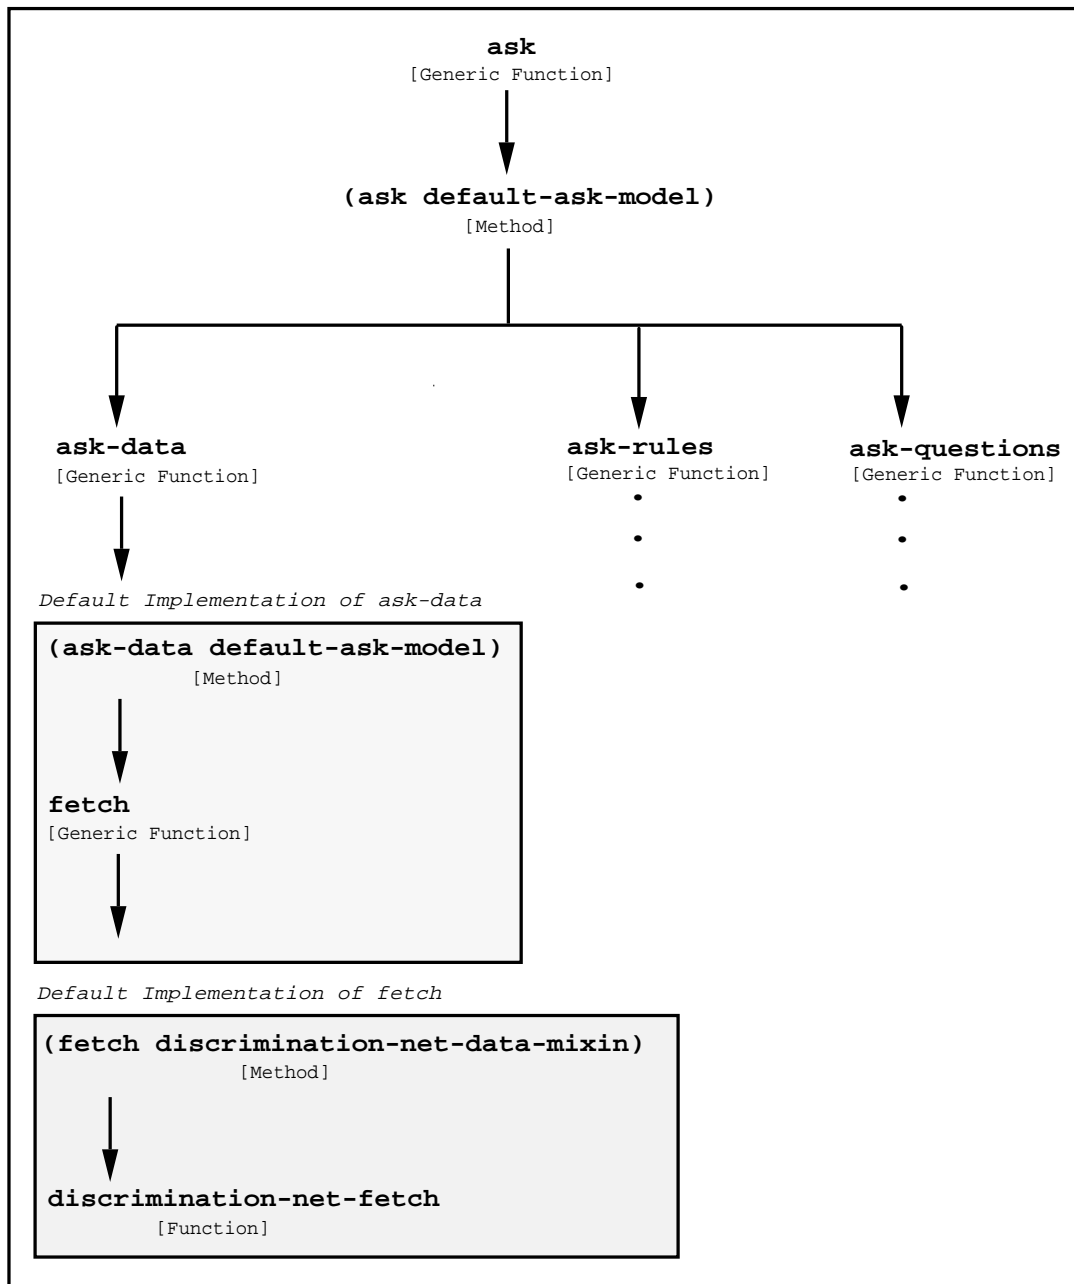 ask
[Generic Function]
(ask default-ask-model)
[Method]
ask-data
[Generic Function]
ask-rules
[Generic Function]
ask-questions
[Generic Function]
Default Implementation of ask-data
(ask-data default-ask-model)
[Method]
fetch
[Generic Function]
Default Implementation of fetch
(fetch discrimination-net-data-mixin)
[Method]
discrimination-net-fetch
[Function]